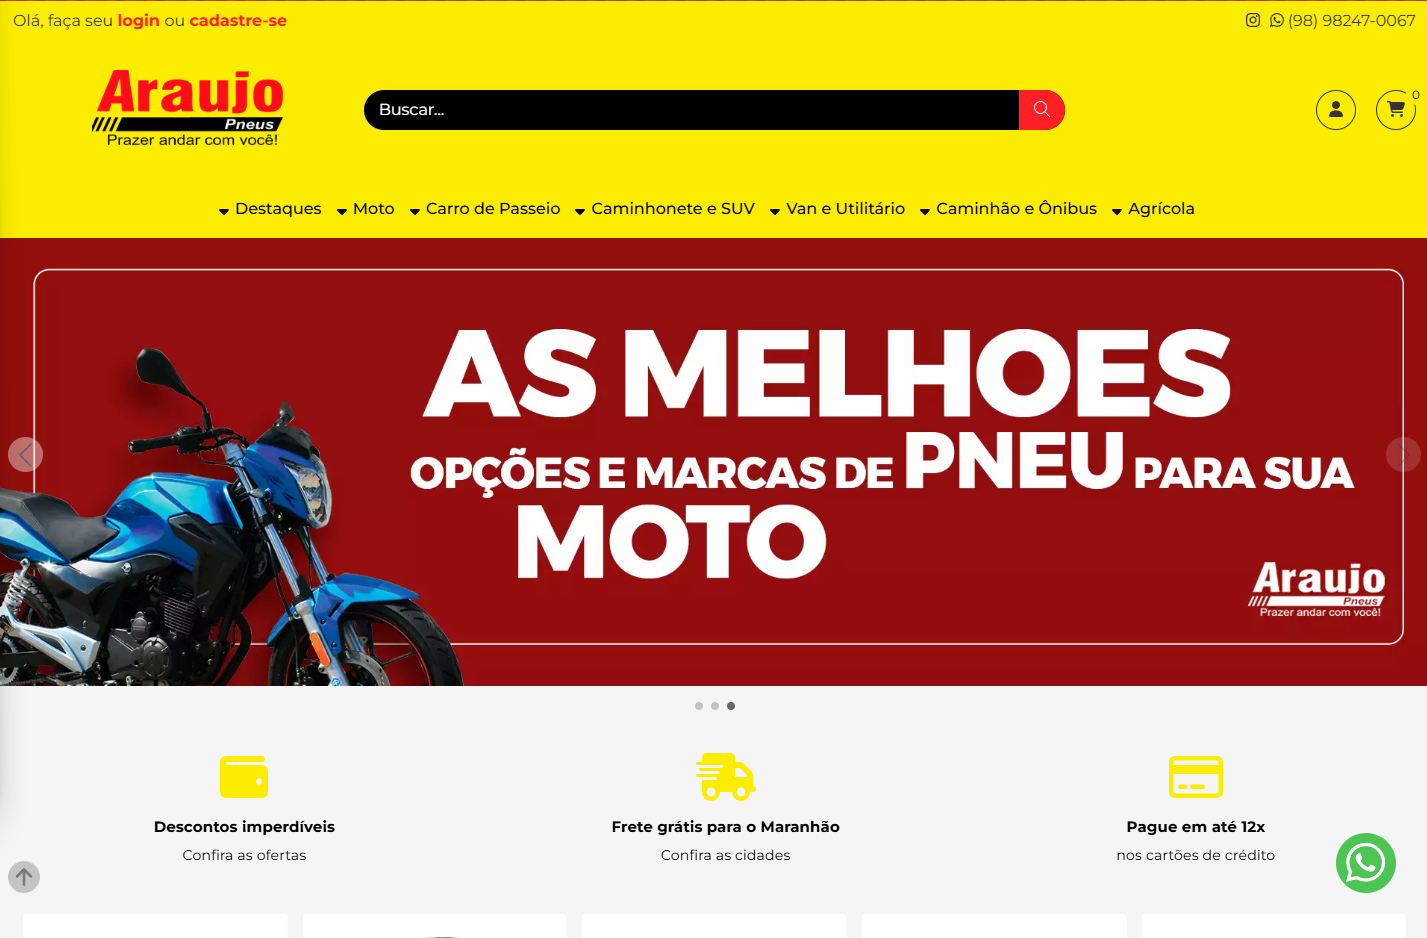 Olá, faça seu login ou cadastre-se
(98) 98247-0067
Araujo
Pneus
Prazer andar com você!
Buscar...
0
Destaques Moto Carro de Passeio Caminhonete e SUV Van e Utilitário Caminhão e Ônibus Agrícola
AS MELHOES
OPÇÕES E MARCAS DE PNEU PARA SUA
MOTO
Araujo
Pneus
Prazer andar com você!
Descontos imperdíveis
Confira as ofertas
Frete grátis para o Maranhão
Confira as cidades
Pague em até 12x
nos cartões de crédito